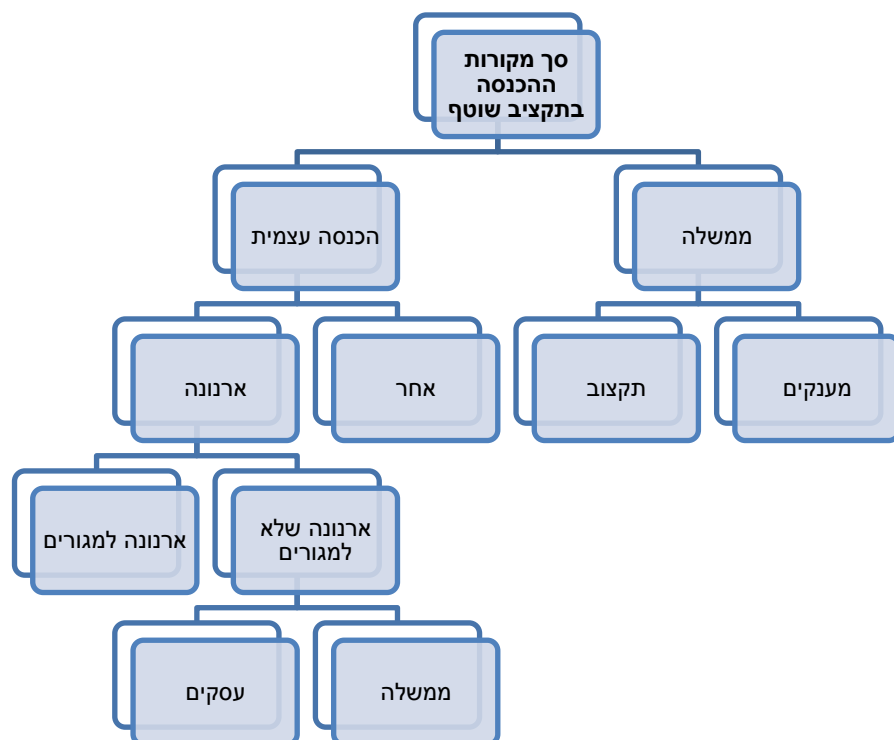 סך מקורות
ההכנסה
בתקציב שוטף
ממשלה
הכנסה עצמית
מענקים
תקצוב
אחר
ארנונה
ארנונה שלא
למגורים
ארנונה למגורים
ממשלה
עסקים